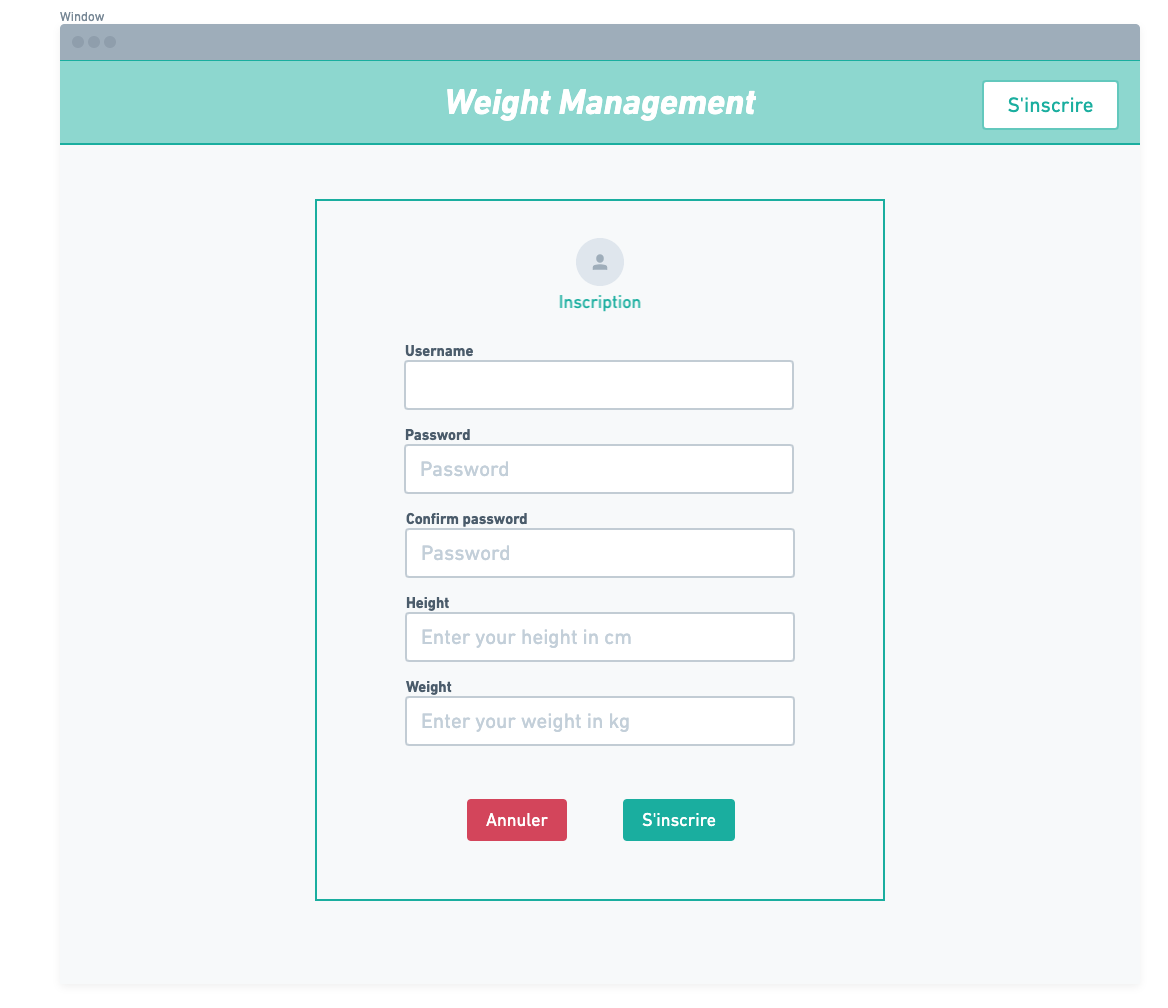 Window
Weight Management
S'inscrire
Inscription
Username
Password
Password
Confirm password
Password
Height
Enter your height in cm
Weight
Enter your weight in kg
Annuler
S'inscrire